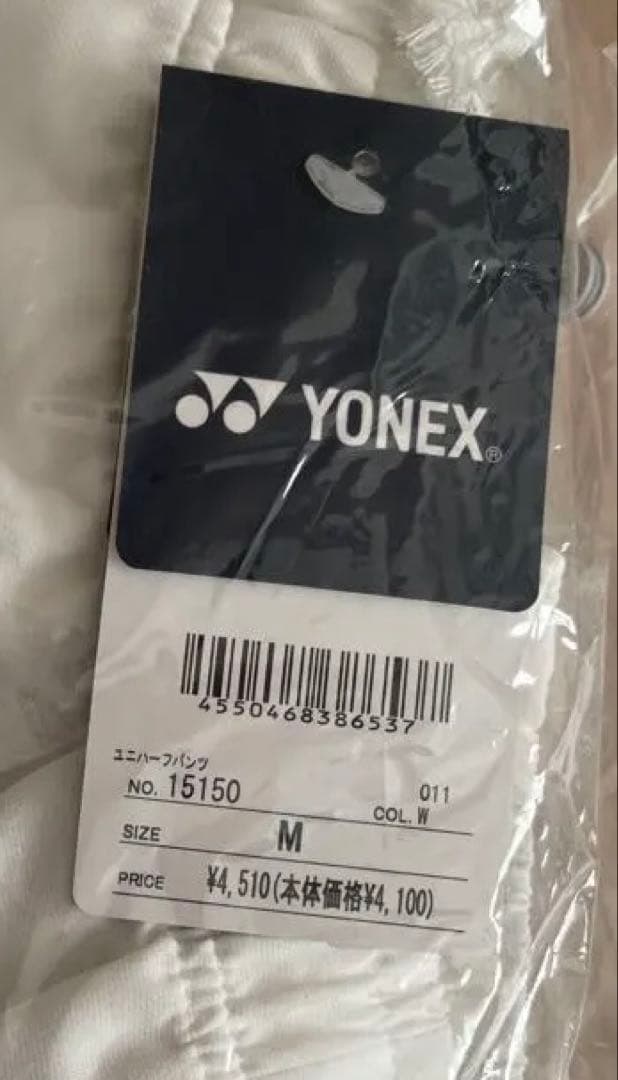 YONEX®
4550468386537
ユニハーフパンツ
NO. 15150 011
COL. W
SIZE M
PRICE ¥4,510(本体価格¥4,100)